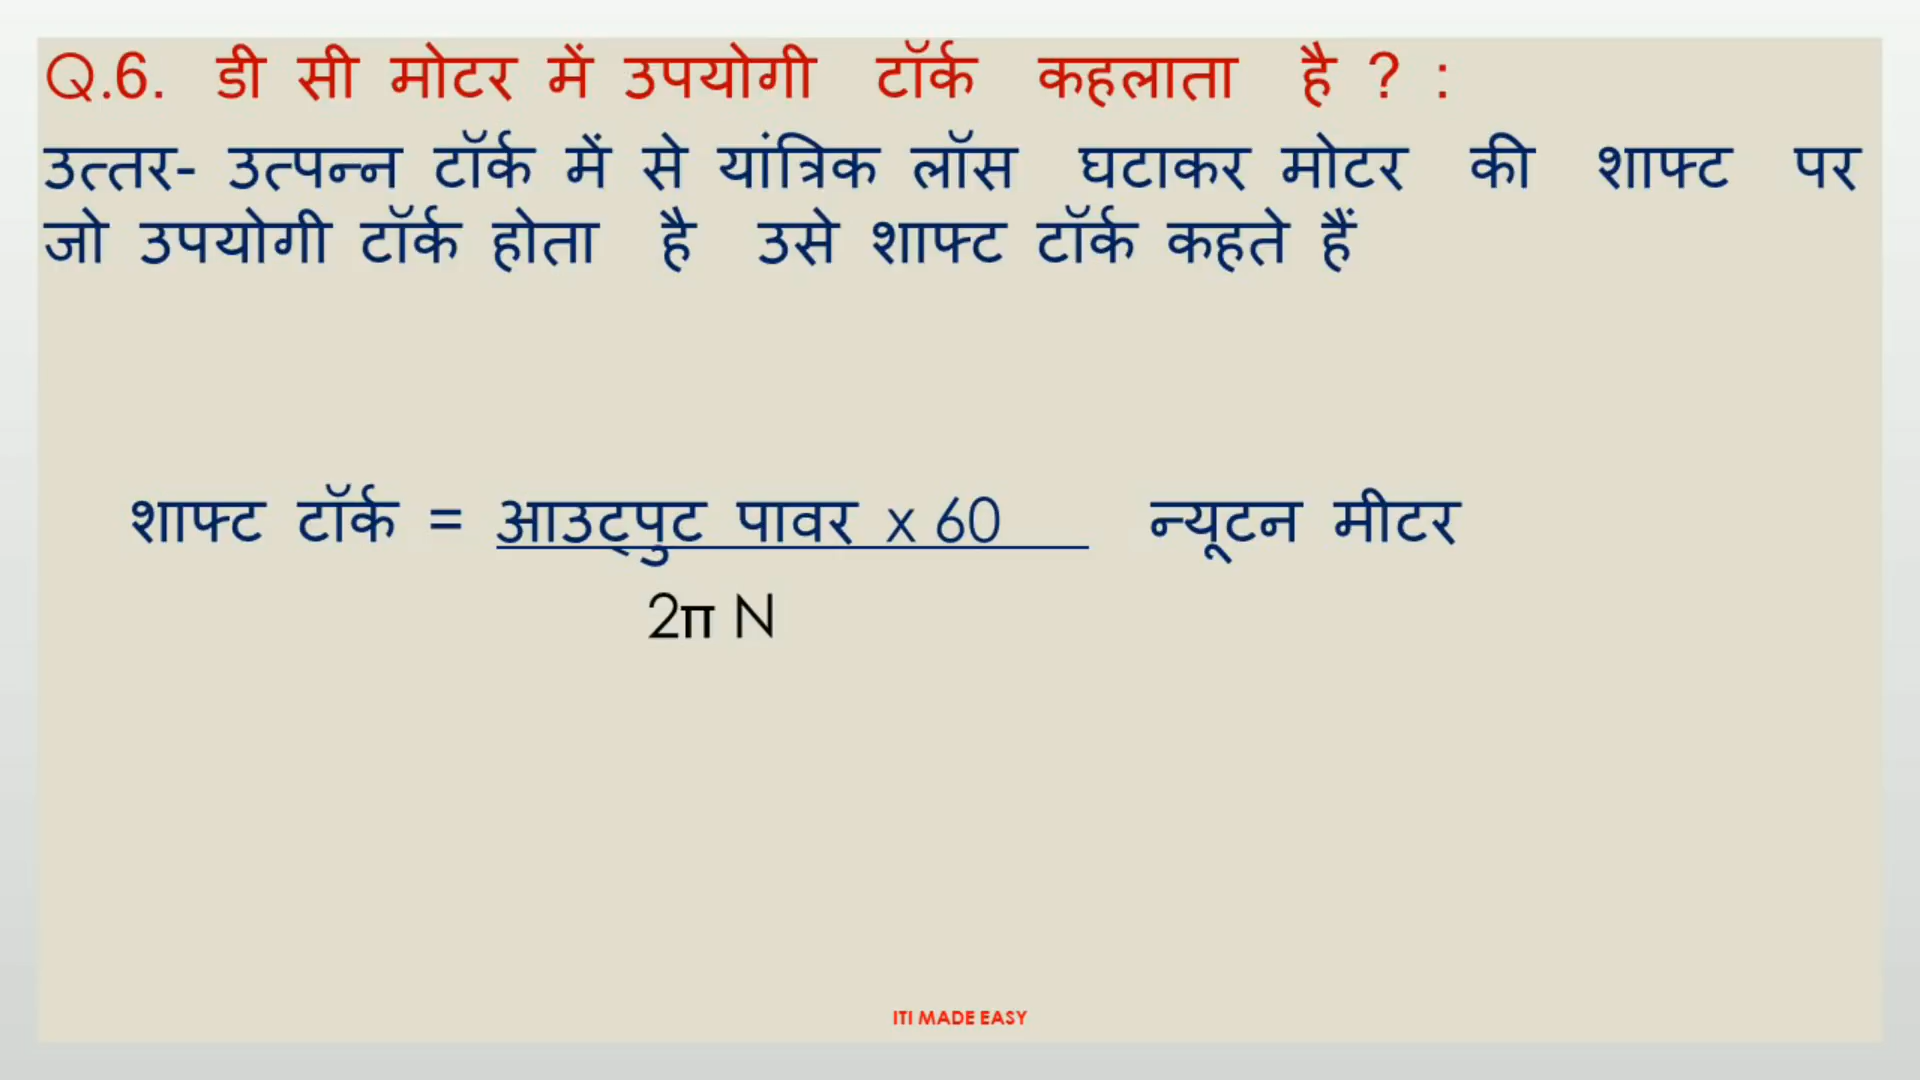 Q.6. डी सी मोटर में उपयोगी टॉर्क कहलाता है ? :
उत्तर- उत्पन्न टॉर्क में से यांत्रिक लॉस घटाकर मोटर की शाफ्ट पर
जो उपयोगी टॉर्क होता है उसे शाफ्ट टॉर्क कहते हैं
शाफ्ट टॉर्क = आउट्पुट पावर x 60 न्यूटन मीटर
2π N
ITI MADE EASY